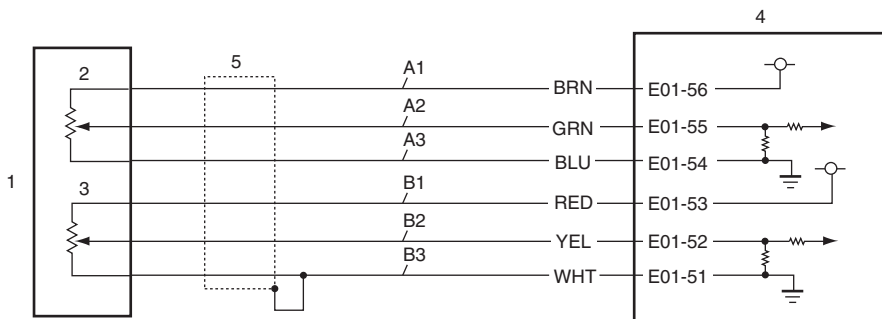 4
5
2
A1
BRN E01-56
A2
GRN E01-55
A3
BLU E01-54
1
3
B1
RED E01-53
B2
YEL E01-52
B3
WHT E01-51